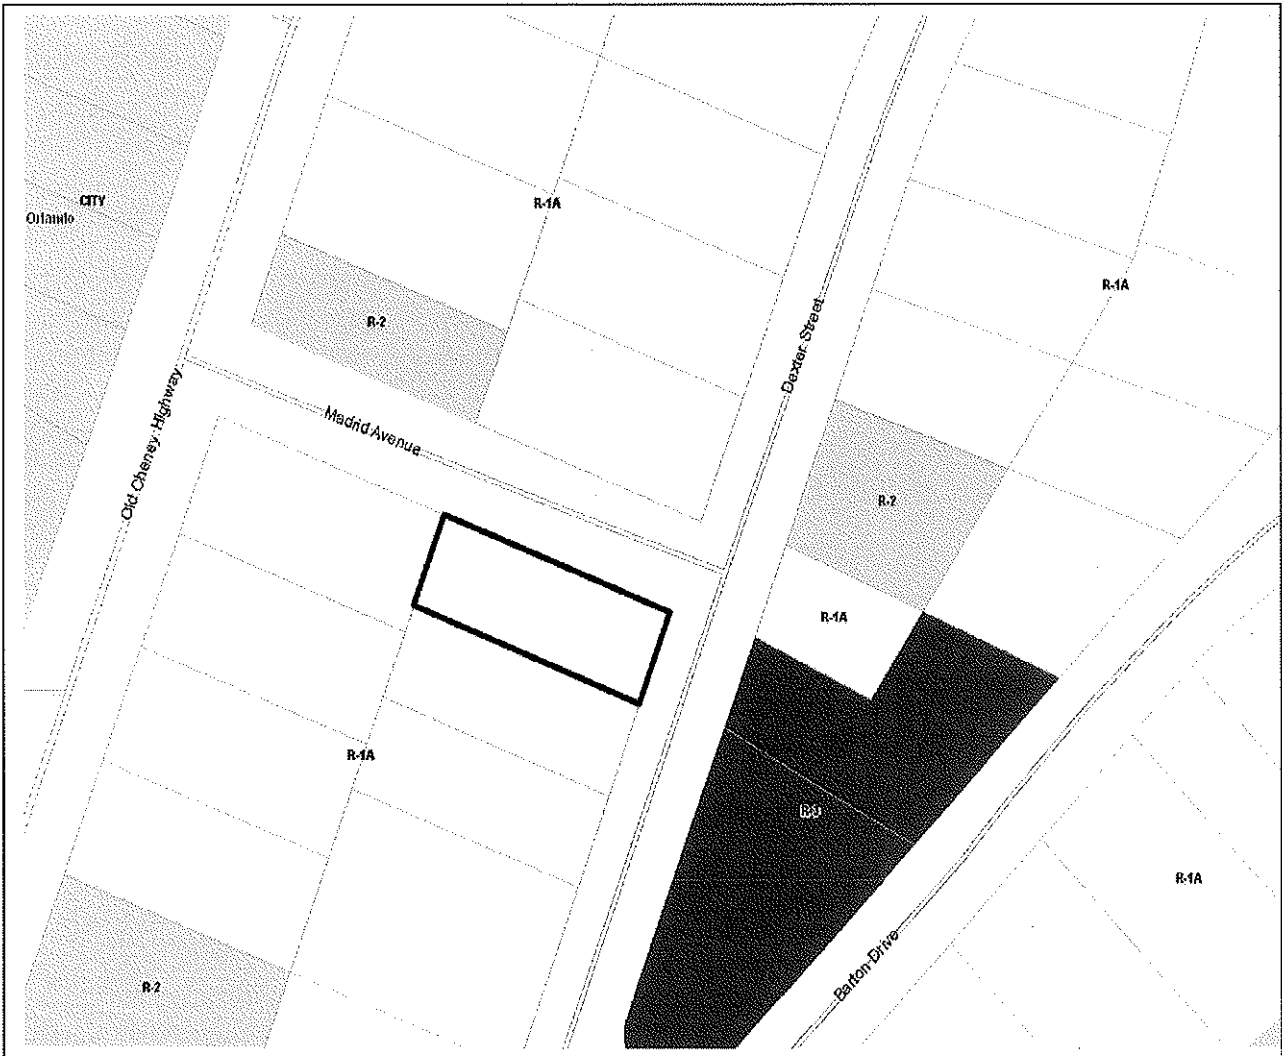 CITY
Orlando
R-1A
R-1A
R-2
Dexter Street
Old Cheney Highway
Madrid Avenue
R-2
R-1A
R-1A
R-3
R-1A
R-2
Barton Drive